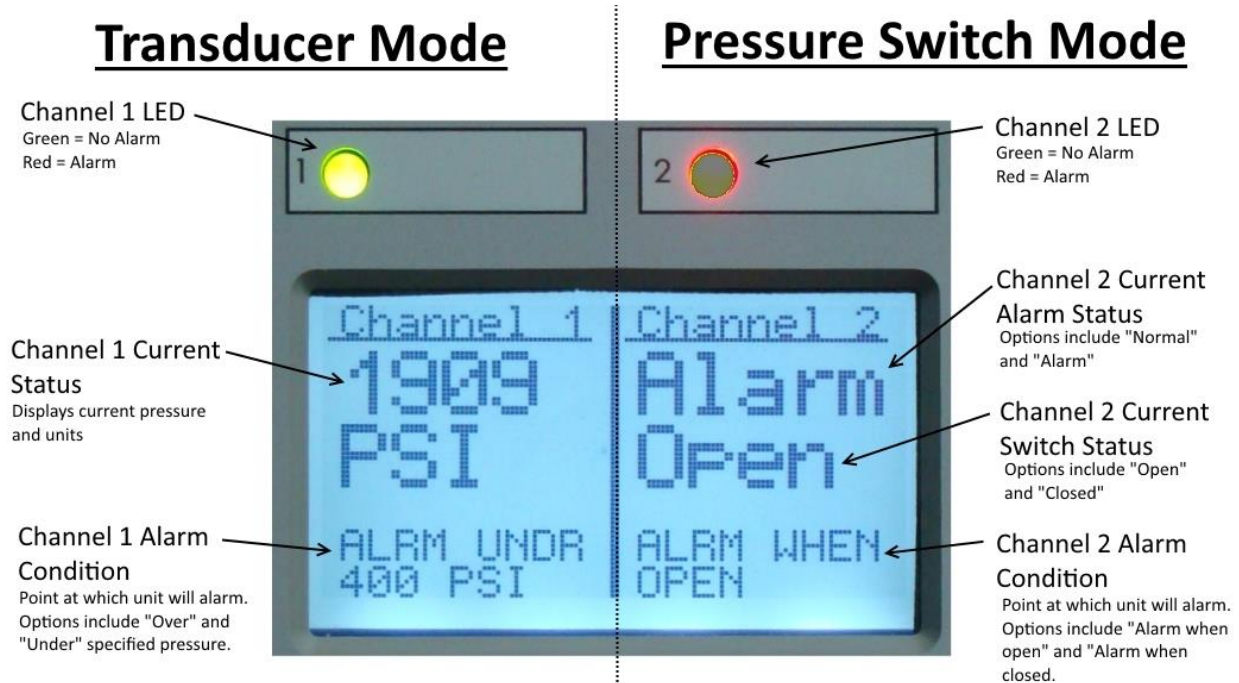 Transducer Mode
Pressure Switch Mode
Channel 1 LED
Green = No Alarm
Red = Alarm
Channel 2 LED
Green = No Alarm
Red = Alarm
1
2
Channel 1 Current
Status
Displays current pressure
and units
Channel 1 Alarm
Condition
Point at which unit will alarm.
Options include "Over" and
"Under" specified pressure.
Channel 1
1909
PSI
ALRM UNDR
400 PSI
Channel 2
Alarm
Open
ALRM WHEN
OPEN
Channel 2 Current
Alarm Status
Options include "Normal"
and "Alarm"
Channel 2 Current
Switch Status
Options include "Open"
and "Closed"
Channel 2 Alarm
Condition
Point at which unit will alarm.
Options include "Alarm when
open" and "Alarm when
closed.